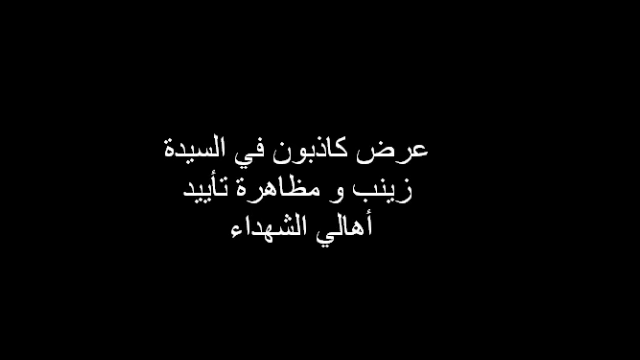 عرض كاذبون في السيدة
زينب و مظاهرة تأييد
أهالي الشهداء